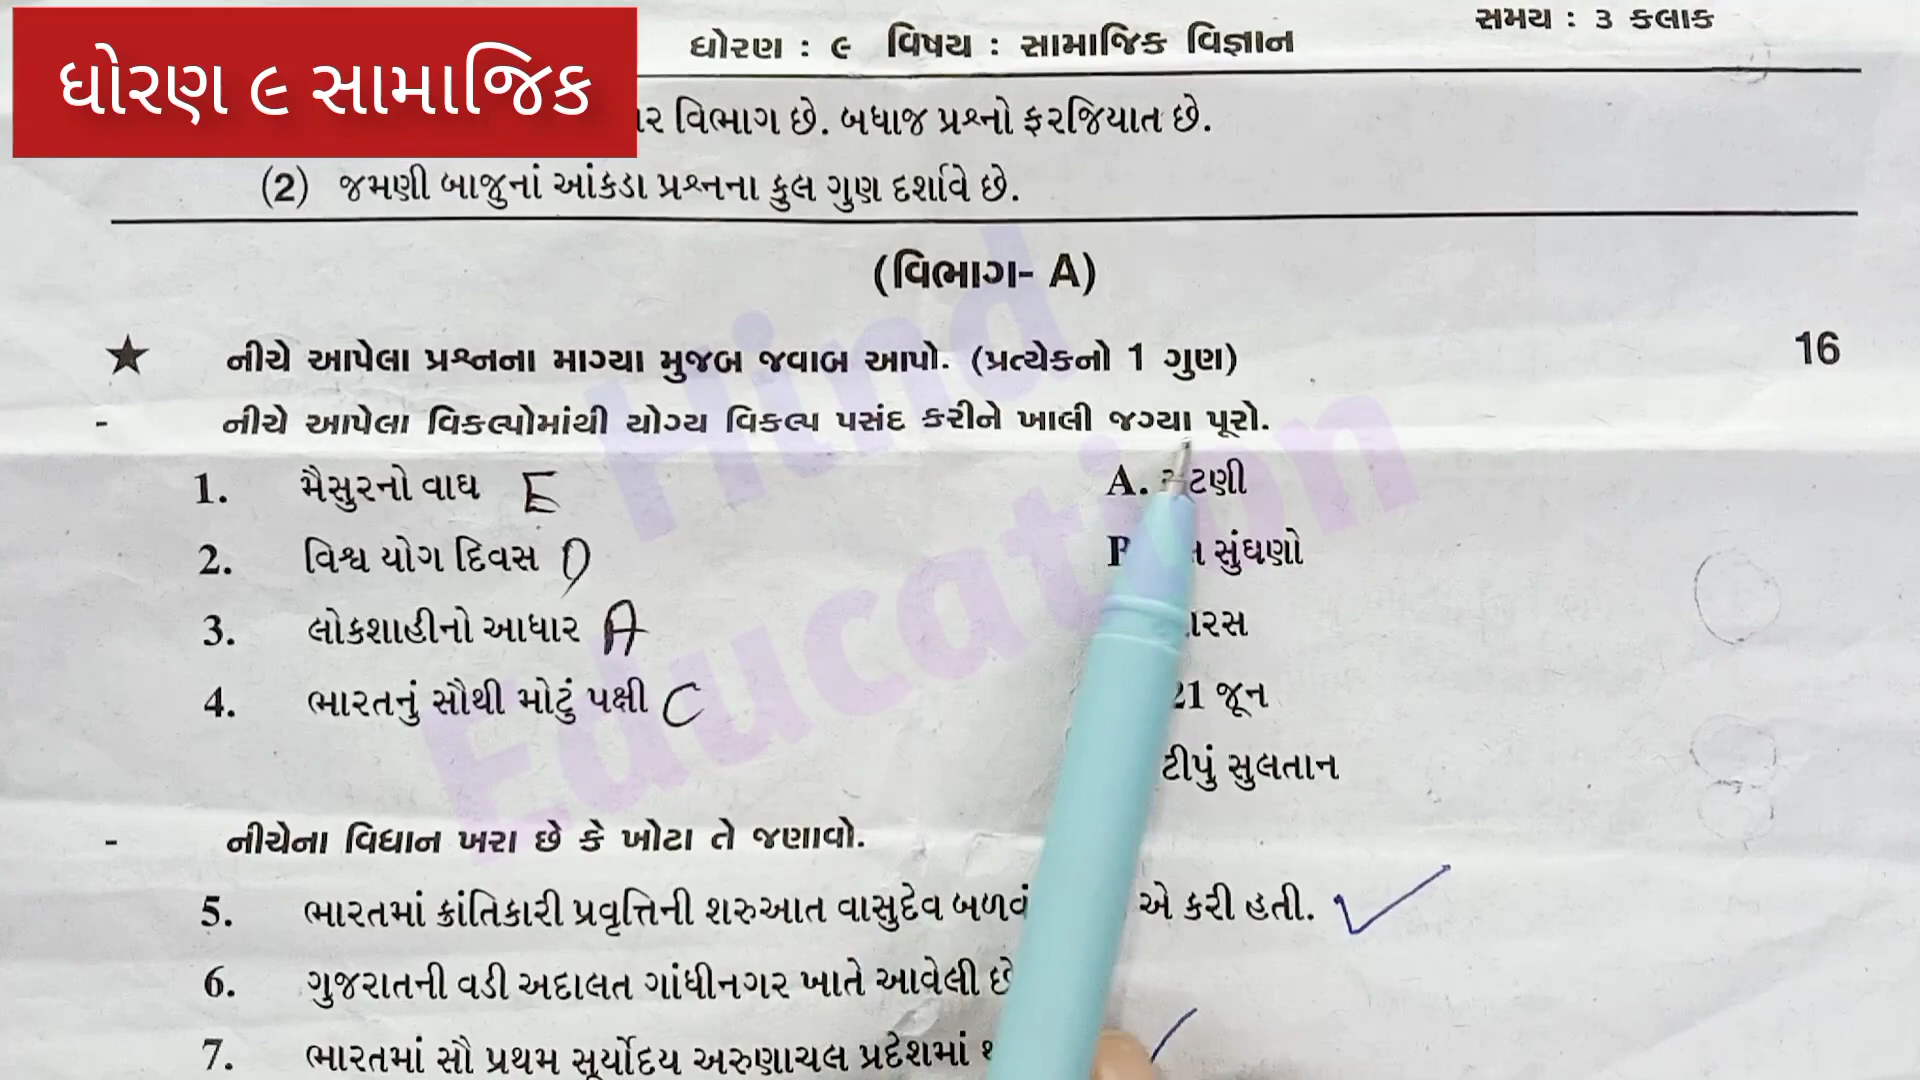 સમય : ૩ કલાક
ધોરણ ૯ સામાજિક
ધોરણ : ૯ વિષય : સામાજિક વિજ્ઞાન
વિભાગ છે. બધાજ પ્રશ્નો ફરજિયાત છે.
(2) જમણી બાજુનાં આંકડા પ્રશ્નના કુલ ગુણ દર્શાવે છે.
(વિભાગ- A)
★ નીચે આપેલા પ્રશ્નના માગ્યા મુજબ જવાબ આપો. (પ્રત્યેકનો 1 ગુણ) 16
- નીચે આપેલા વિકલ્પોમાંથી યોગ્ય વિકલ્પ પસંદ કરીને ખાલી જગ્યા પૂરો.
1. મૈસુરનો વાઘ E A.
2. વિશ્વ યોગ દિવસ D સુંઘણો
3. લોકશાહીનો આધાર A
4. ભારતનું સૌથી મોટું પક્ષી C 21 જૂન
ટીપું સુલતાન
- નીચેના વિધાન ખરા છે કે ખોટા તે જણાવો.
5. ભારતમાં ક્રાંતિકારી પ્રવૃત્તિની શરુઆત વાસુદેવ એ કરી હતી. ✓
6. ગુજરાતની વડી અદાલત ગાંધીનગર ખાતે આવેલી છે
7. ભારતમાં સૌ પ્રથમ સૂર્યોદય અરુણાચલ પ્રદેશમાં
Hind
Education